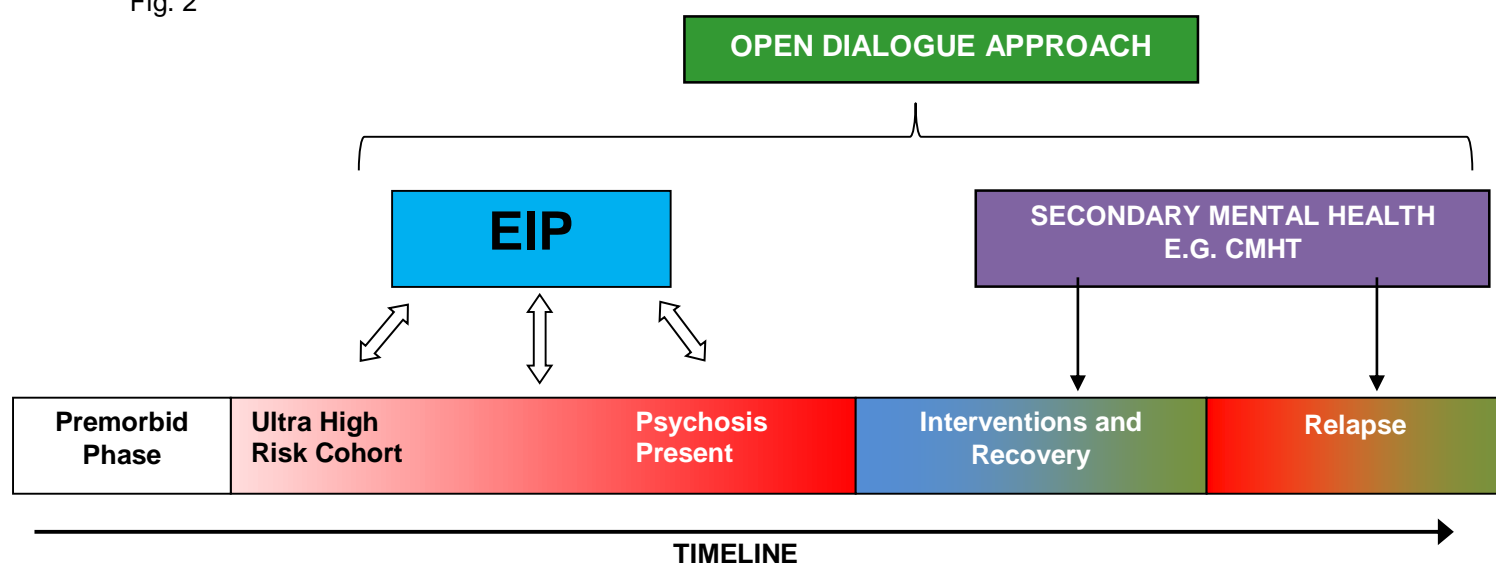 Fig. 2
OPEN DIALOGUE APPROACH
EIP
SECONDARY MENTAL HEALTH
E.G. CMHT
Premorbid
Phase
Ultra High
Risk Cohort
Psychosis
Present
Interventions and
Recovery
Relapse
TIMELINE